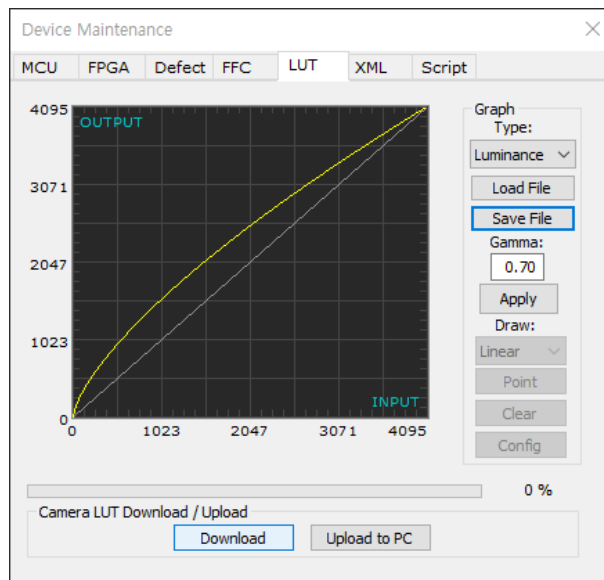 Device Maintenance
MCU FPGA Defect FFC LUT XML Script
4095
OUTPUT
3071
2047
1023
0
INPUT
0 1023 2047 3071 4095
Graph
Type:
Luminance
Load File
Save File
Gamma:
0.70
Apply
Draw:
Linear
Point
Clear
Config
0 %
Camera LUT Download / Upload
Download Upload to PC